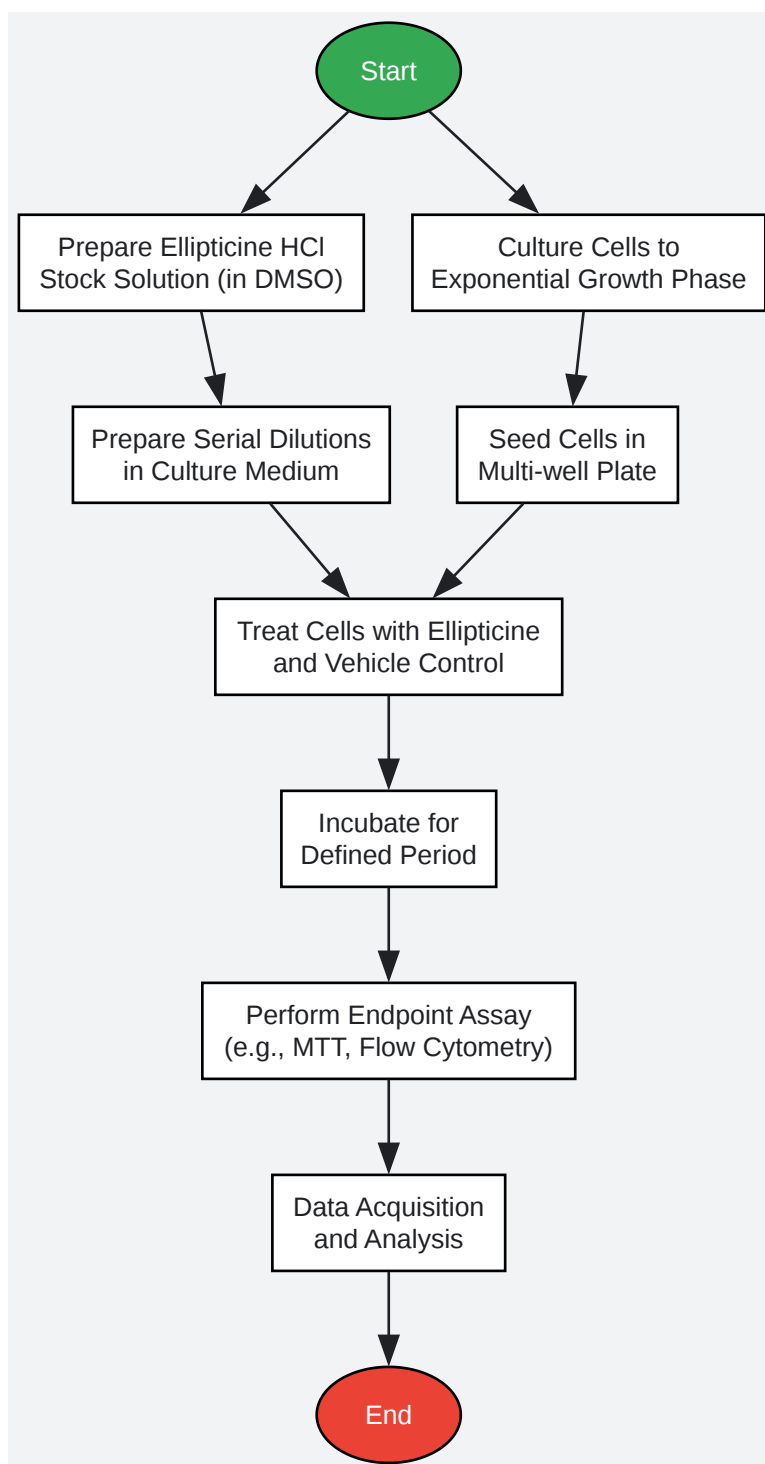 Start
Prepare Ellipticine HCl
Stock Solution (in DMSO)
Culture Cells to
Exponential Growth Phase
Prepare Serial Dilutions
in Culture Medium
Seed Cells in
Multi-well Plate
Treat Cells with Ellipticine
and Vehicle Control
Incubate for
Defined Period
Perform Endpoint Assay
(e.g., MTT, Flow Cytometry)
Data Acquisition
and Analysis
End